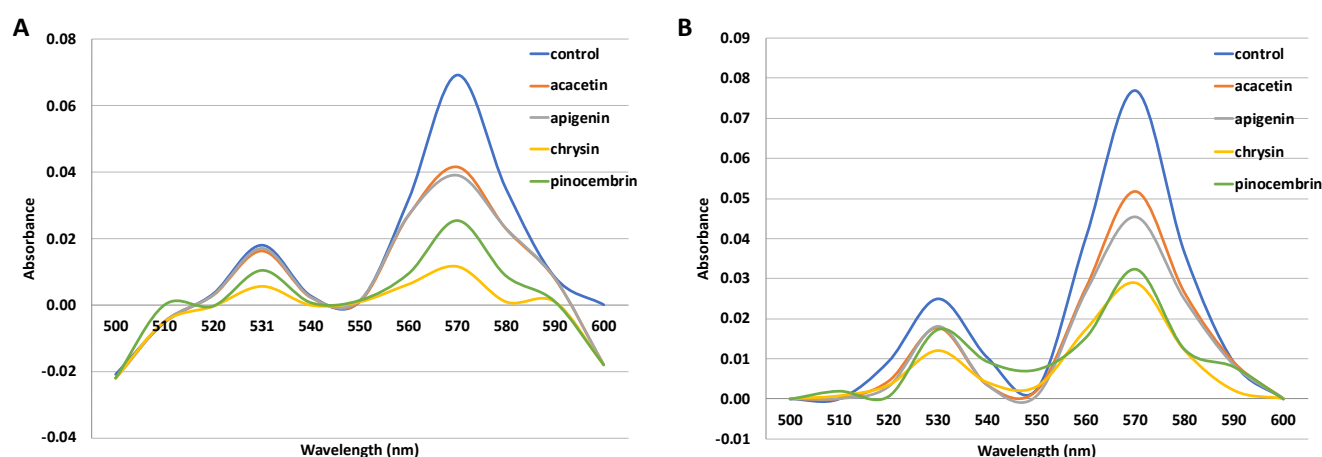 A
0.08
0.06
0.04
0.02
0.00
-0.02
-0.04
Absorbance
500 510 520 531 540 550 560 570 580 590 600
Wavelength (nm)
control
acacetin
apigenin
chrysin
pinocembrin
B
0.09
0.08
0.07
0.06
0.05
0.04
0.03
0.02
0.01
0.00
-0.01
Absorbance
500 510 520 530 540 550 560 570 580 590 600
Wavelength (nm)
control
acacetin
apigenin
chrysin
pinocembrin